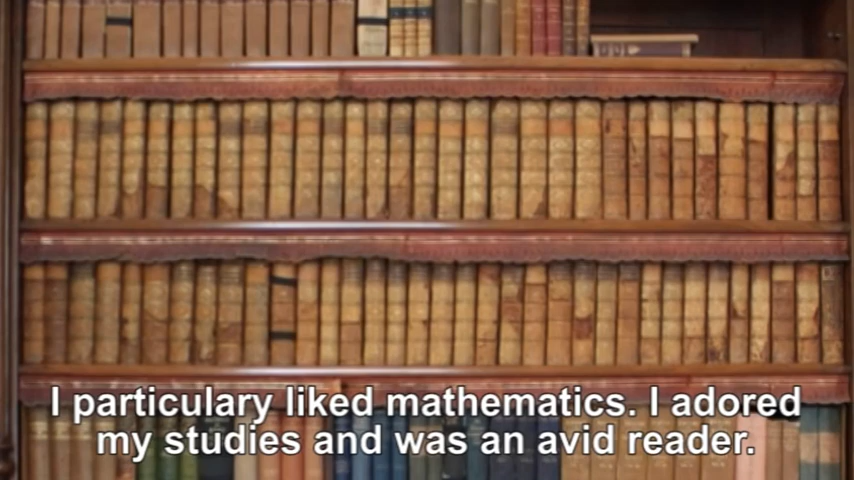 I particulary liked mathematics. I adored
my studies and was an avid reader.